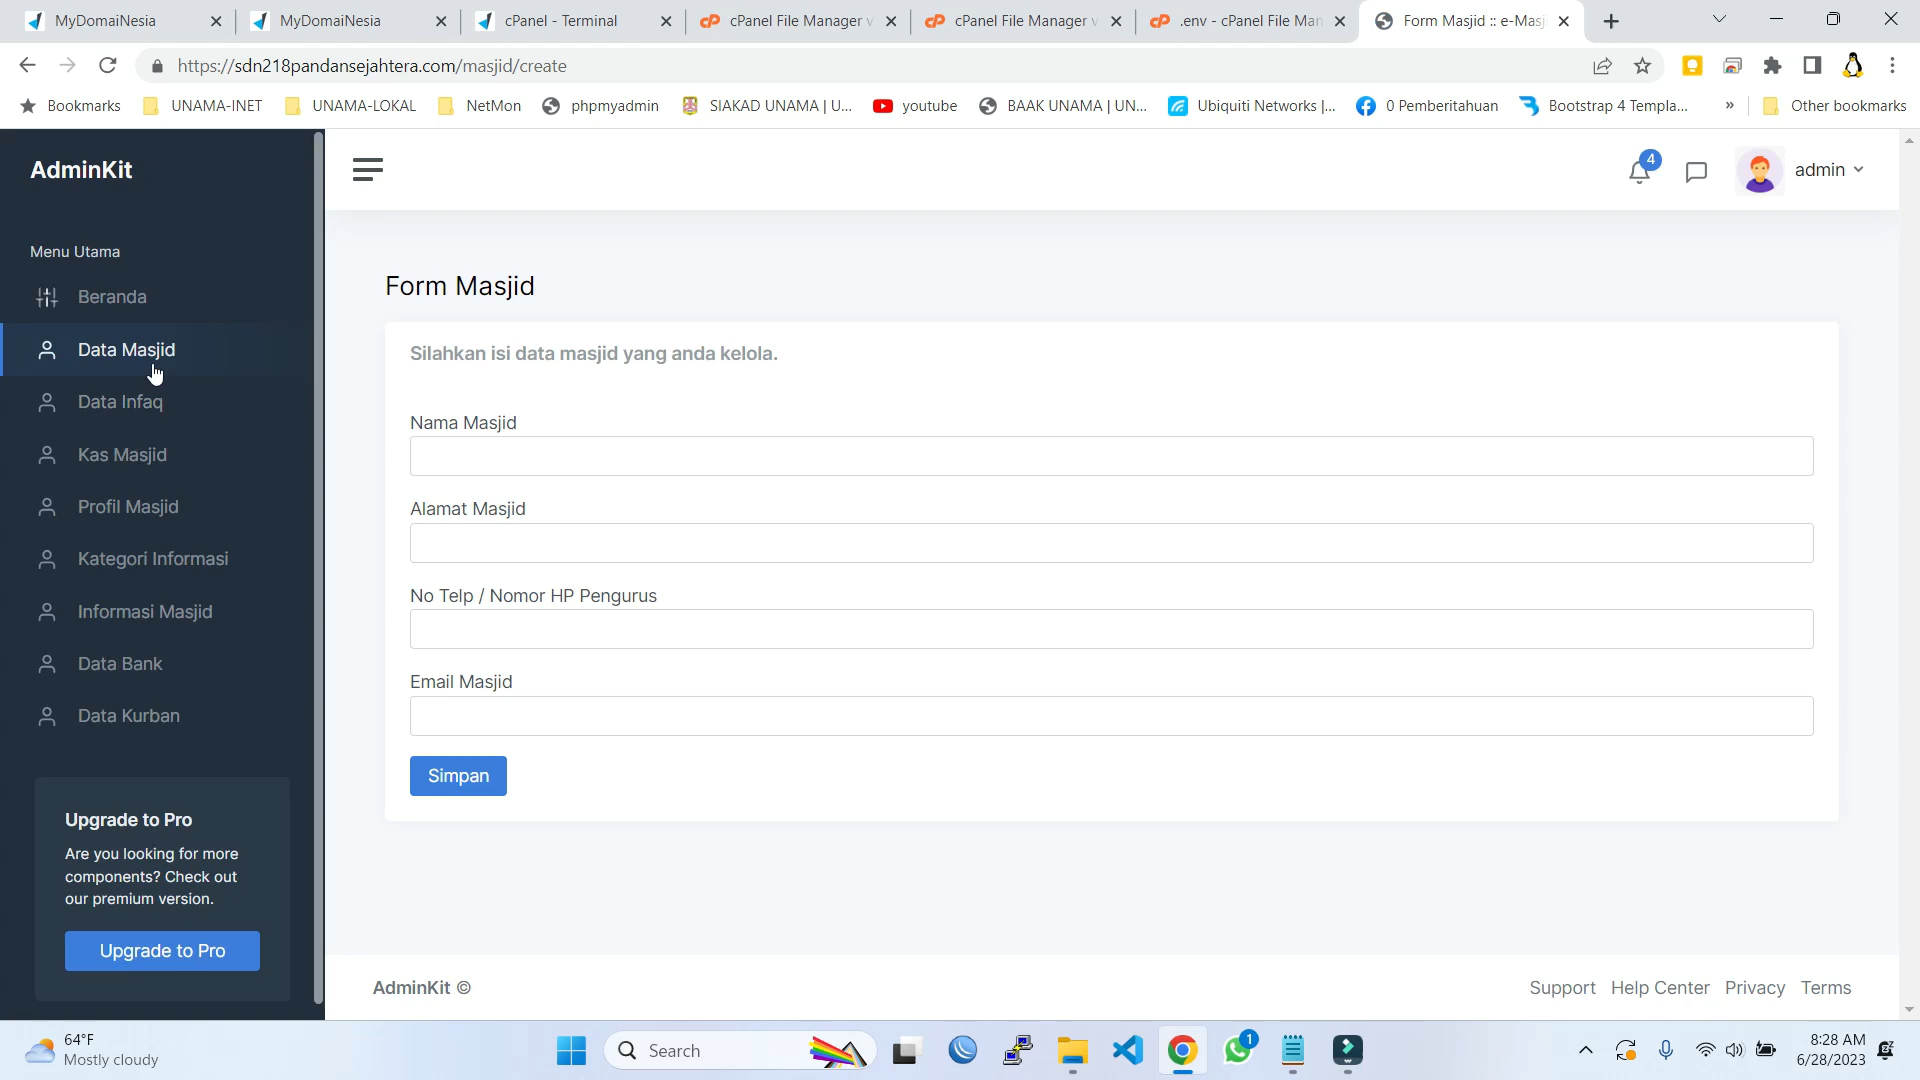 MyDomaiNesia
MyDomaiNesia
cPanel - Terminal
cPanel File Manager v
cPanel File Manager v
.env - cPanel File Man
Form Masjid :: e-Masj
https://sdn218pandansejahtera.com/masjid/create
Bookmarks
UNAMA-INET
UNAMA-LOKAL
NetMon
phpmyadmin
SIAKAD UNAMA | U...
youtube
BAAK UNAMA | UN...
Ubiquiti Networks |...
0 Pemberitahuan
Bootstrap 4 Templa...
»
Other bookmarks
AdminKit
4
admin
Menu Utama
Beranda
Data Masjid
Data Infaq
Kas Masjid
Profil Masjid
Kategori Informasi
Informasi Masjid
Data Bank
Data Kurban
Upgrade to Pro
Are you looking for more
components? Check out
our premium version.
Upgrade to Pro
Form Masjid
Silahkan isi data masjid yang anda kelola.
Nama Masjid
Alamat Masjid
No Telp / Nomor HP Pengurus
Email Masjid
Simpan
AdminKit ©
Support
Help Center
Privacy
Terms
64°F
Mostly cloudy
Search
1
8:28 AM
6/28/2023